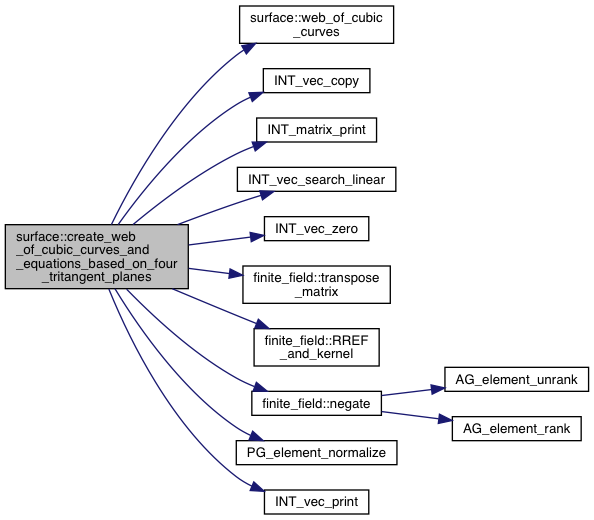 surface::web_of_cubic
_curves
INT_vec_copy
INT_matrix_print
INT_vec_search_linear
INT_vec_zero
surface::create_web
_of_cubic_curves_and
_equations_based_on_four
_tritangent_planes
finite_field::transpose
_matrix
finite_field::RREF
_and_kernel
finite_field::negate
AG_element_unrank
AG_element_rank
PG_element_normalize
INT_vec_print